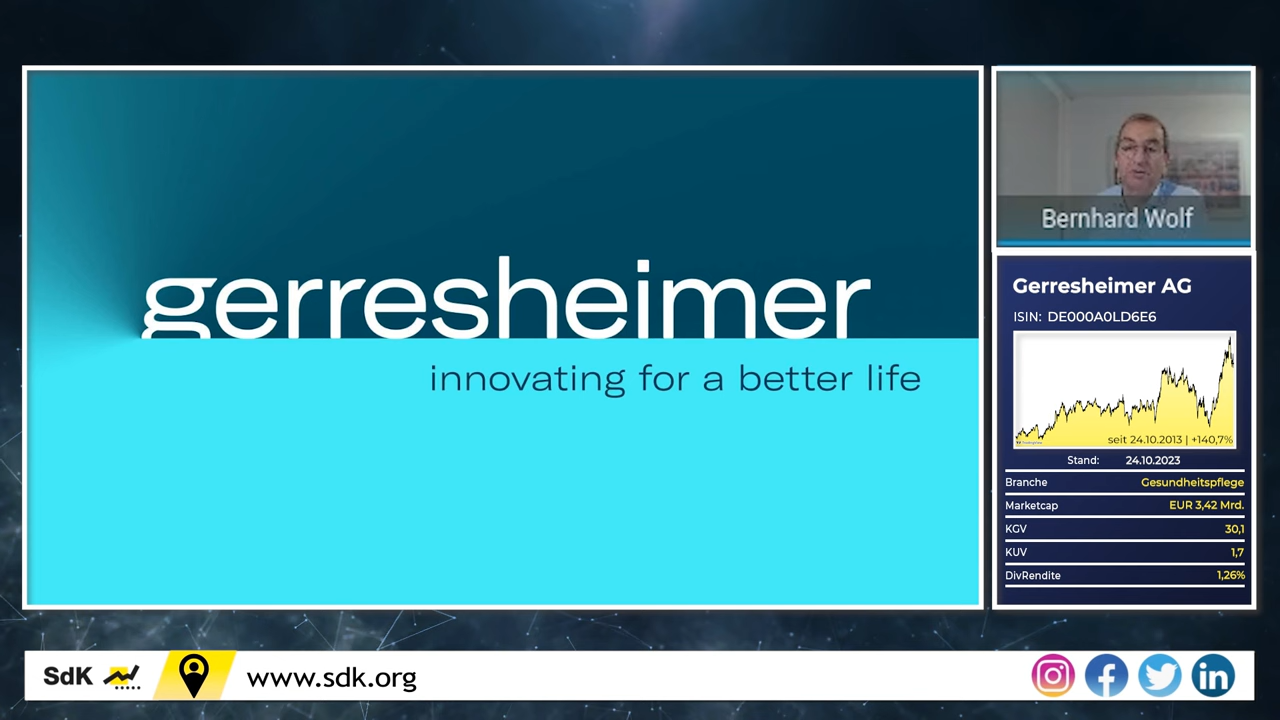 gerresheimer
innovating for a better life
Bernhard Wolf
Gerresheimer AG
ISIN: DE000A0LD6E6
seit 24.10.2013 | +140,7%
Stand: 24.10.2023
Branche Gesundheitspflege
Marketcap EUR 3,42 Mrd.
KGV 30,1
KUV 1,7
DivRendite 1,26%
SdK
www.sdk.org
in